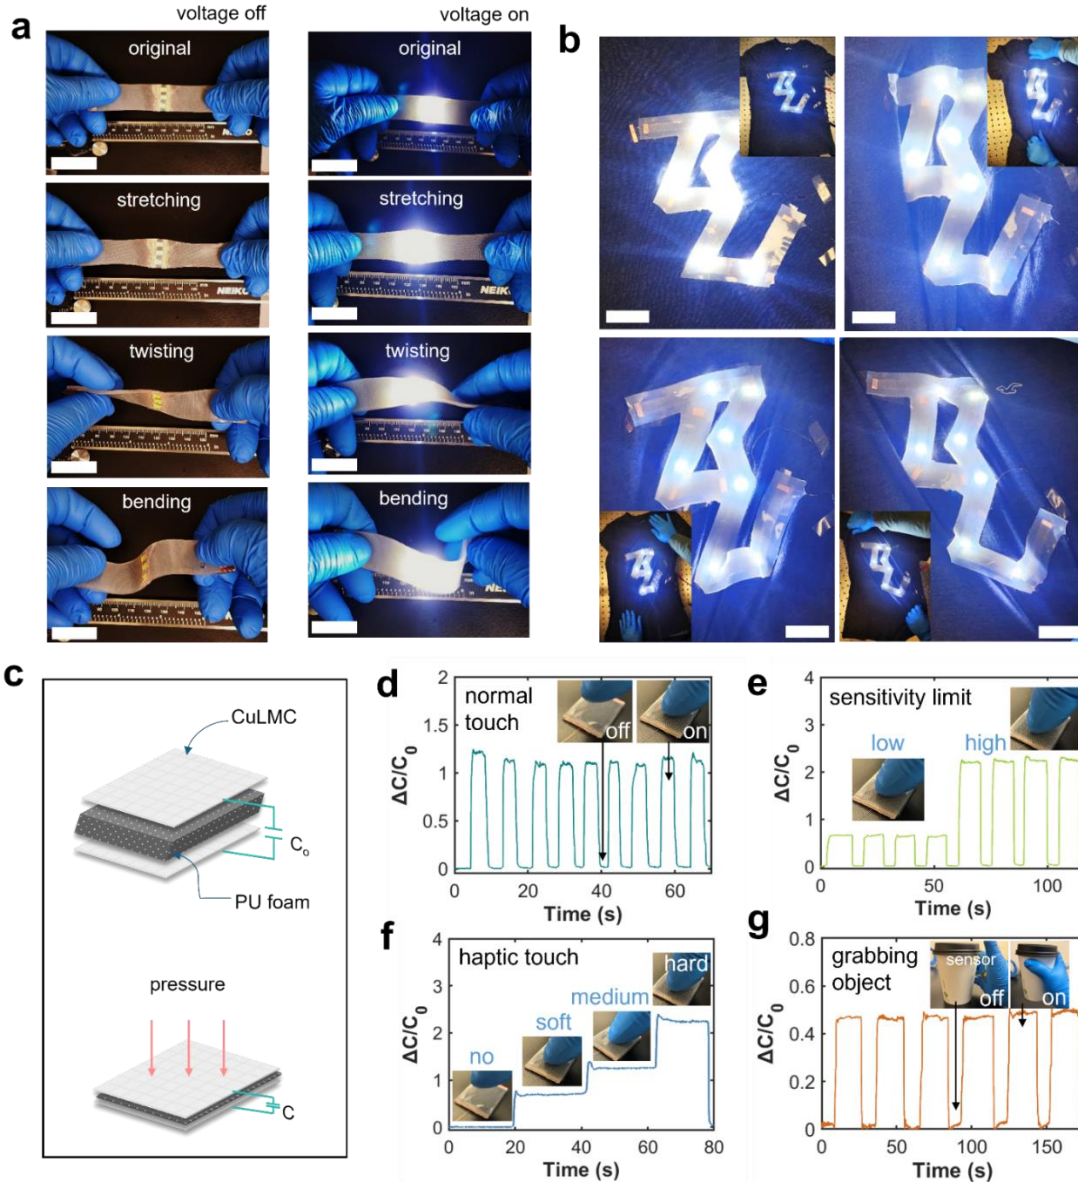 voltage off
voltage on
a
b
original
original
NEIKO
stretching
stretching
NEIKO
twisting
twisting
bending
bending
c
CuLMC
C₀
PU foam
pressure
C
d
normal
touch
off
on
ΔC/C₀
2
1.5
1
0.5
0
0 20 40 60
Time (s)
e
sensitivity limit
low
high
ΔC/C₀
4
3
2
1
0
0 50 100
Time (s)
f
haptic touch
no
soft
medium
hard
ΔC/C₀
4
3
2
1
0
0 20 40 60 80
Time (s)
g
grabbing
object
sensor
off
on
ΔC/C₀
0.8
0.6
0.4
0.2
0
0 50 100 150
Time (s)